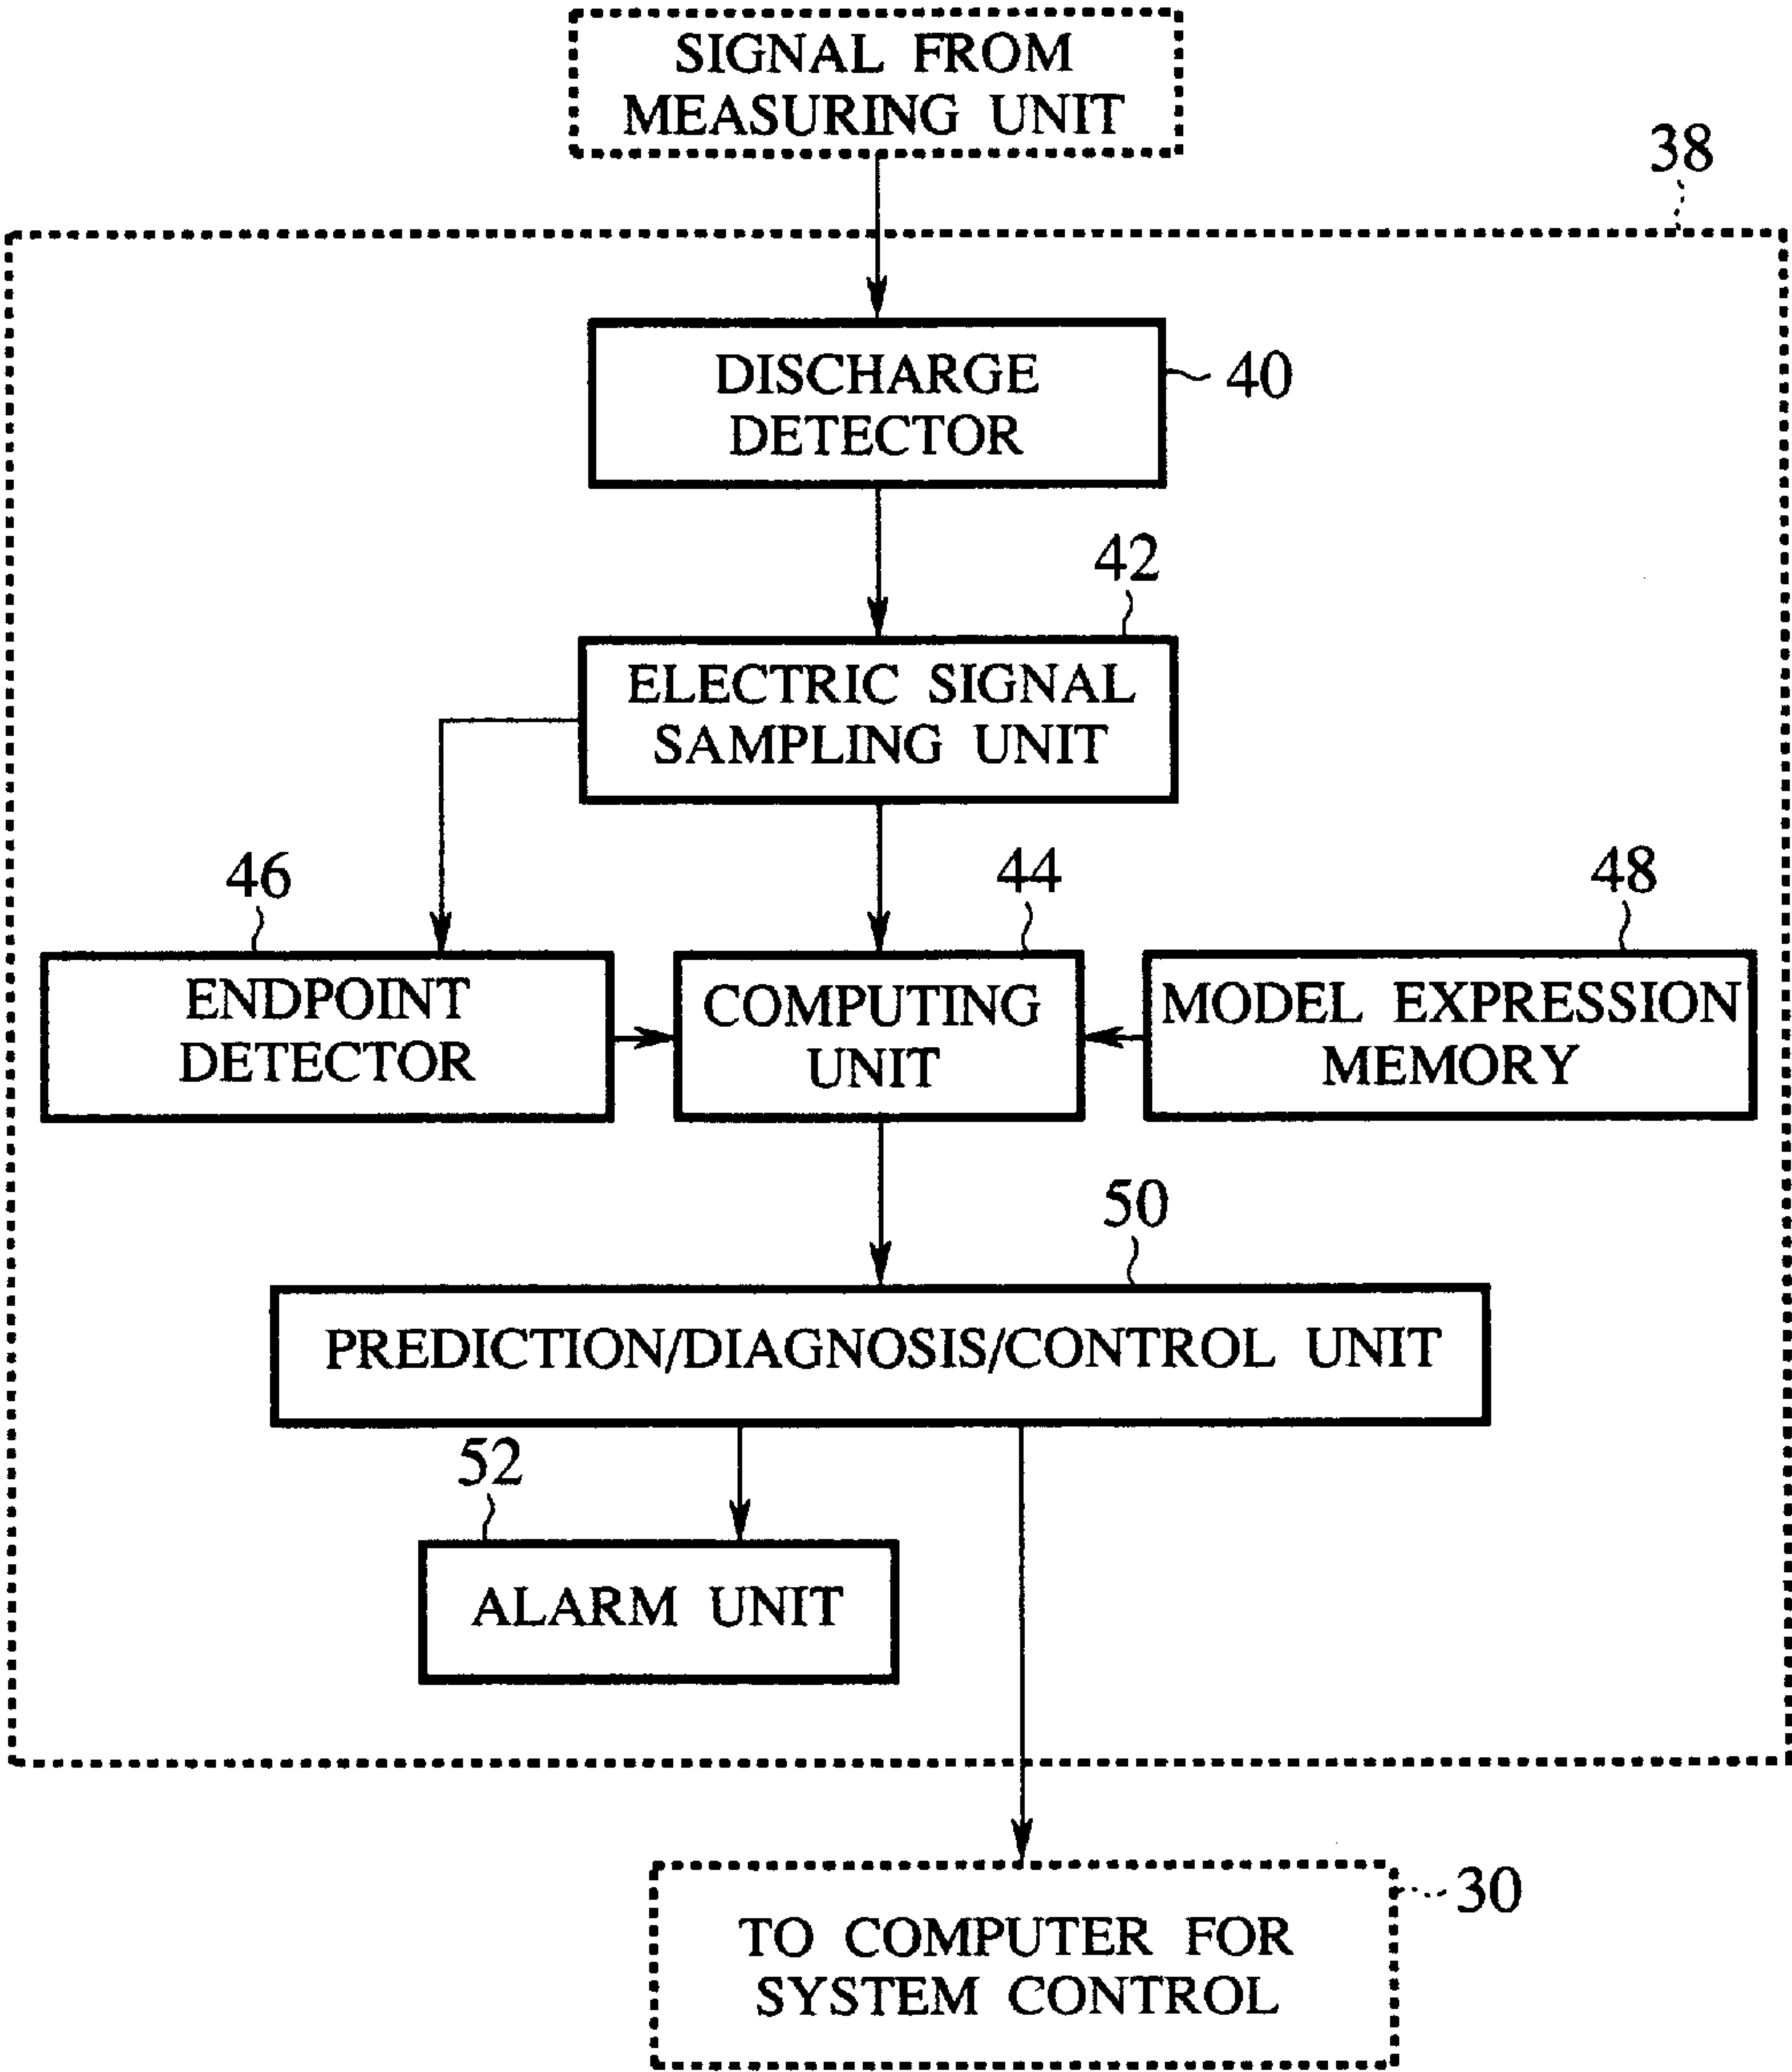 SIGNAL FROM
MEASURING UNIT
38
DISCHARGE
DETECTOR
40
42
ELECTRIC SIGNAL
SAMPLING UNIT
46
44
48
ENDPOINT
DETECTOR
COMPUTING
UNIT
MODEL EXPRESSION
MEMORY
50
PREDICTION/DIAGNOSIS/CONTROL UNIT
52
ALARM UNIT
30
TO COMPUTER FOR
SYSTEM CONTROL